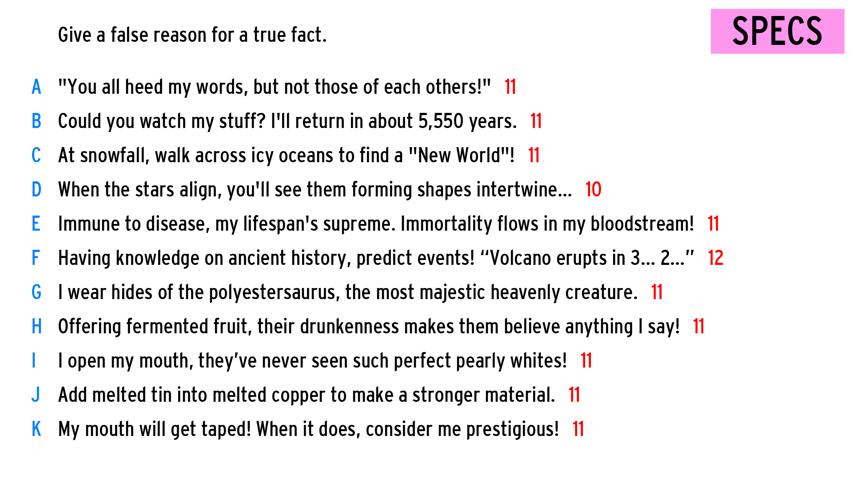 Give a false reason for a true fact.
SPECS
A "You all heed my words, but not those of each others!" 11
B Could you watch my stuff? I'll return in about 5,550 years. 11
C At snowfall, walk across icy oceans to find a "New World"! 11
D When the stars align, you'll see them forming shapes intertwine... 10
E Immune to disease, my lifespan's supreme. Immortality flows in my bloodstream! 11
F Having knowledge on ancient history, predict events! “Volcano erupts in 3... 2...” 12
G I wear hides of the polyestersaurus, the most majestic heavenly creature. 11
H Offering fermented fruit, their drunkenness makes them believe anything I say! 11
I I open my mouth, they’ve never seen such perfect pearly whites! 11
J Add melted tin into melted copper to make a stronger material. 11
K My mouth will get taped! When it does, consider me prestigious! 11